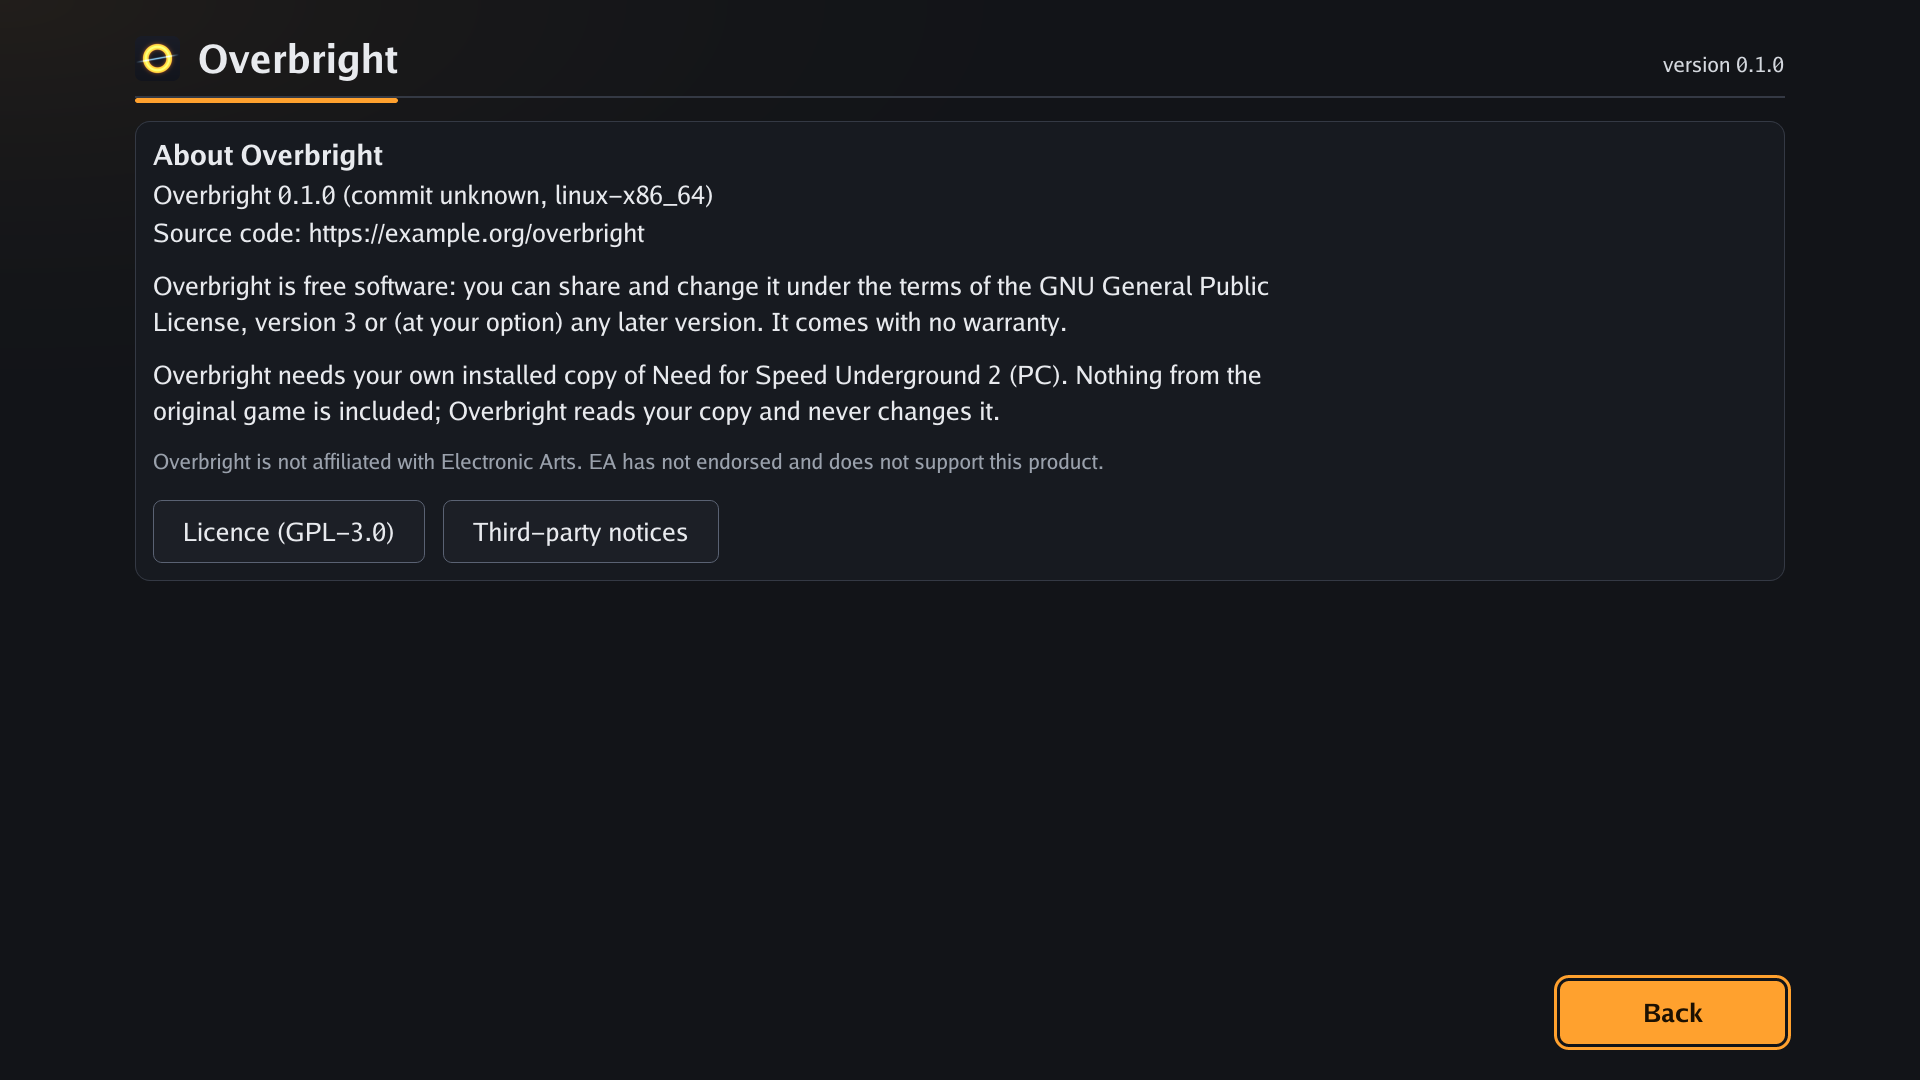 Overbright
version 0.1.0
About Overbright
Overbright 0.1.0 (commit unknown, linux-x86_64)
Source code: https://example.org/overbright
Overbright is free software: you can share and change it under the terms of the GNU General Public
License, version 3 or (at your option) any later version. It comes with no warranty.
Overbright needs your own installed copy of Need for Speed Underground 2 (PC). Nothing from the
original game is included; Overbright reads your copy and never changes it.
Overbright is not affiliated with Electronic Arts. EA has not endorsed and does not support this product.
Licence (GPL-3.0)
Third-party notices
Back